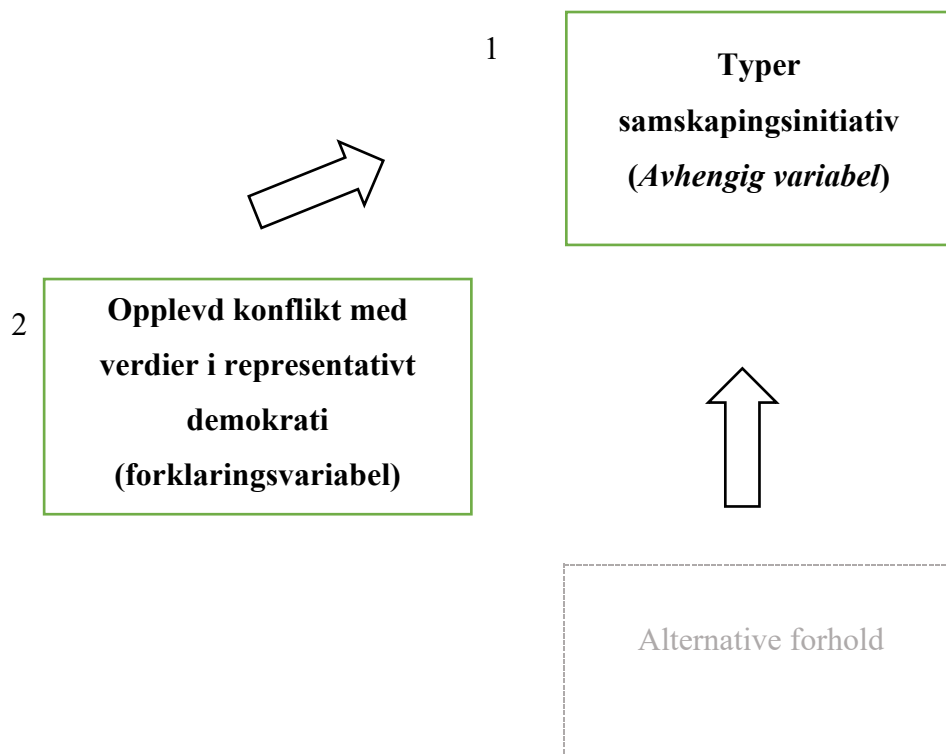 1
Typer
samskapingsinitiativ
(Avhengig variabel)
2
Opplevd konflikt med
verdier i representativt
demokrati
(forklaringsvariabel)
Alternative forhold